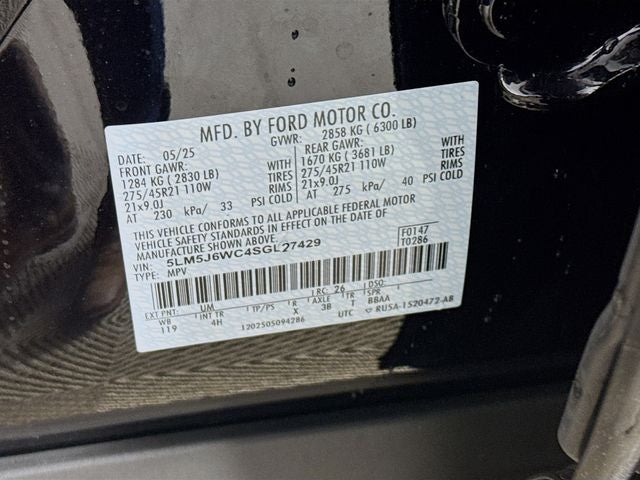 MFD. BY FORD MOTOR CO.
DATE: 05/25 GVWR: 2858 KG ( 6300 LB)
FRONT GAWR: WITH REAR GAWR: WITH
1284 KG ( 2830 LB) TIRES 1670 KG ( 3681 LB) TIRES
275/45R21 110W RIMS 275/45R21 110W RIMS
21x9.0J PSI COLD 21x9.0J PSI COLD
AT 230 kPa/ 33 AT 275 kPa/ 40
THIS VEHICLE CONFORMS TO ALL APPLICABLE FEDERAL MOTOR
VEHICLE SAFETY STANDARDS IN EFFECT ON THE DATE OF
MANUFACTURE SHOWN ABOVE.
VIN: 5LM5J6WC4SGL27429 F0147
TYPE: MPV T0286
EXT PNT: UM RC: 26 DSO:
WB INT TR TP/PS R AXLE TR SPR
119 4H X 3B T BBAA
1202505094286 UTC RU5A-1520472-AB